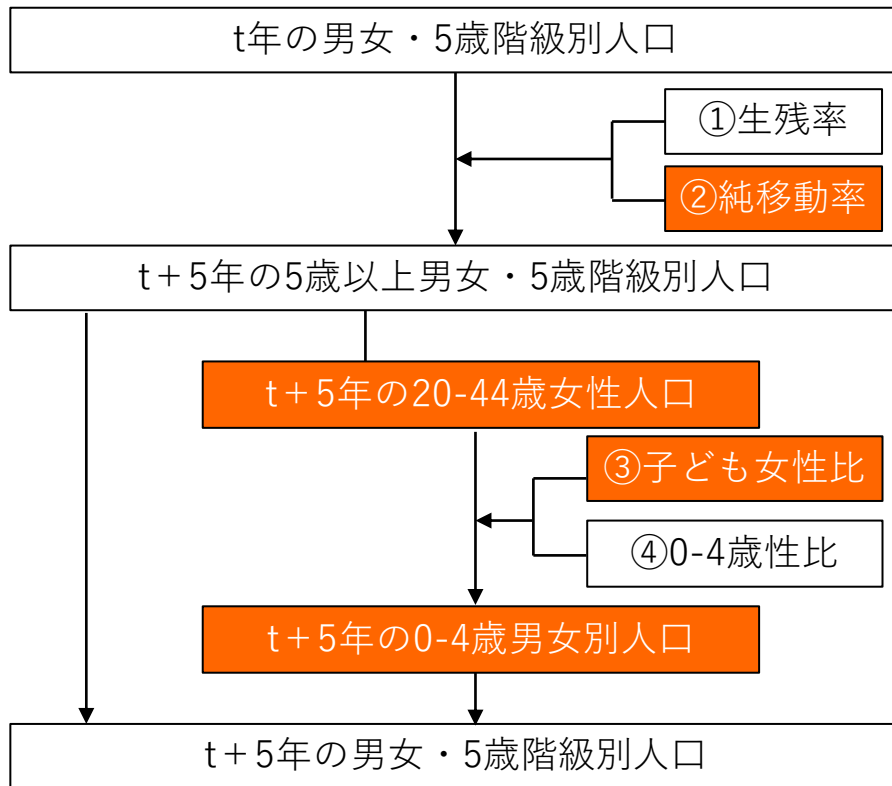 t年の男女・5歳階級別人口
①生残率
②純移動率
t＋5年の5歳以上男女・5歳階級別人口
t＋5年の20-44歳女性人口
③子ども女性比
④0-4歳性比
t＋5年の0-4歳男女別人口
t＋5年の男女・5歳階級別人口